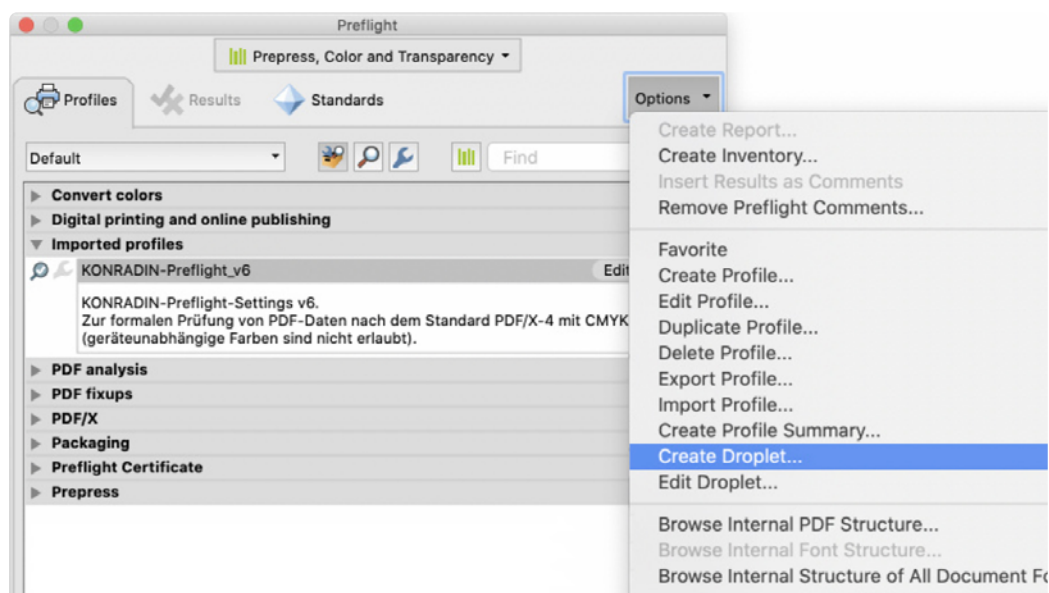 Preflight
Prepress, Color and Transparency
Profiles
Results
Standards
Options
Default
Find
Convert colors
Digital printing and online publishing
Imported profiles
KONRADIN-Preflight_v6
Edit
KONRADIN-Preflight-Settings v6.
Zur formalen Prüfung von PDF-Daten nach dem Standard PDF/X-4 mit CMYK
(geräteunabhängige Farben sind nicht erlaubt).
PDF analysis
PDF fixups
PDF/X
Packaging
Preflight Certificate
Prepress
Create Report...
Create Inventory...
Insert Results as Comments
Remove Preflight Comments...
Favorite
Create Profile...
Edit Profile...
Duplicate Profile...
Delete Profile...
Export Profile...
Import Profile...
Create Profile Summary...
Create Droplet...
Edit Droplet...
Browse Internal PDF Structure...
Browse Internal Font Structure...
Browse Internal Structure of All Document